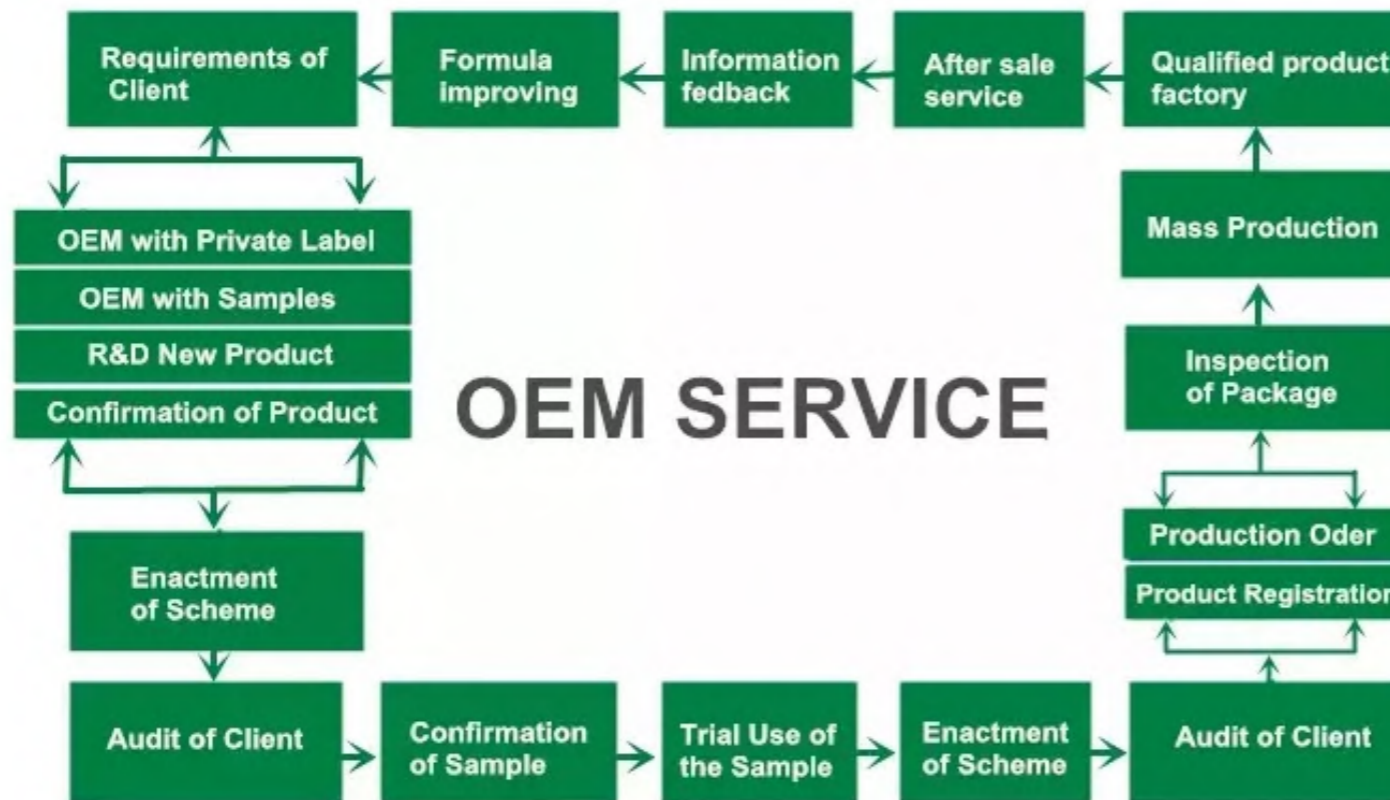 Requirements of
Client
Formula
improving
Information
fedback
After sale
service
Qualified product
factory
OEM with Private Label
OEM with Samples
R&D New Product
Confirmation of Product
OEM SERVICE
Mass Production
Inspection
of Package
Production Oder
Product Registration
Enactment
of Scheme
Audit of Client
Confirmation
of Sample
Trial Use of
the Sample
Enactment
of Scheme
Audit of Client